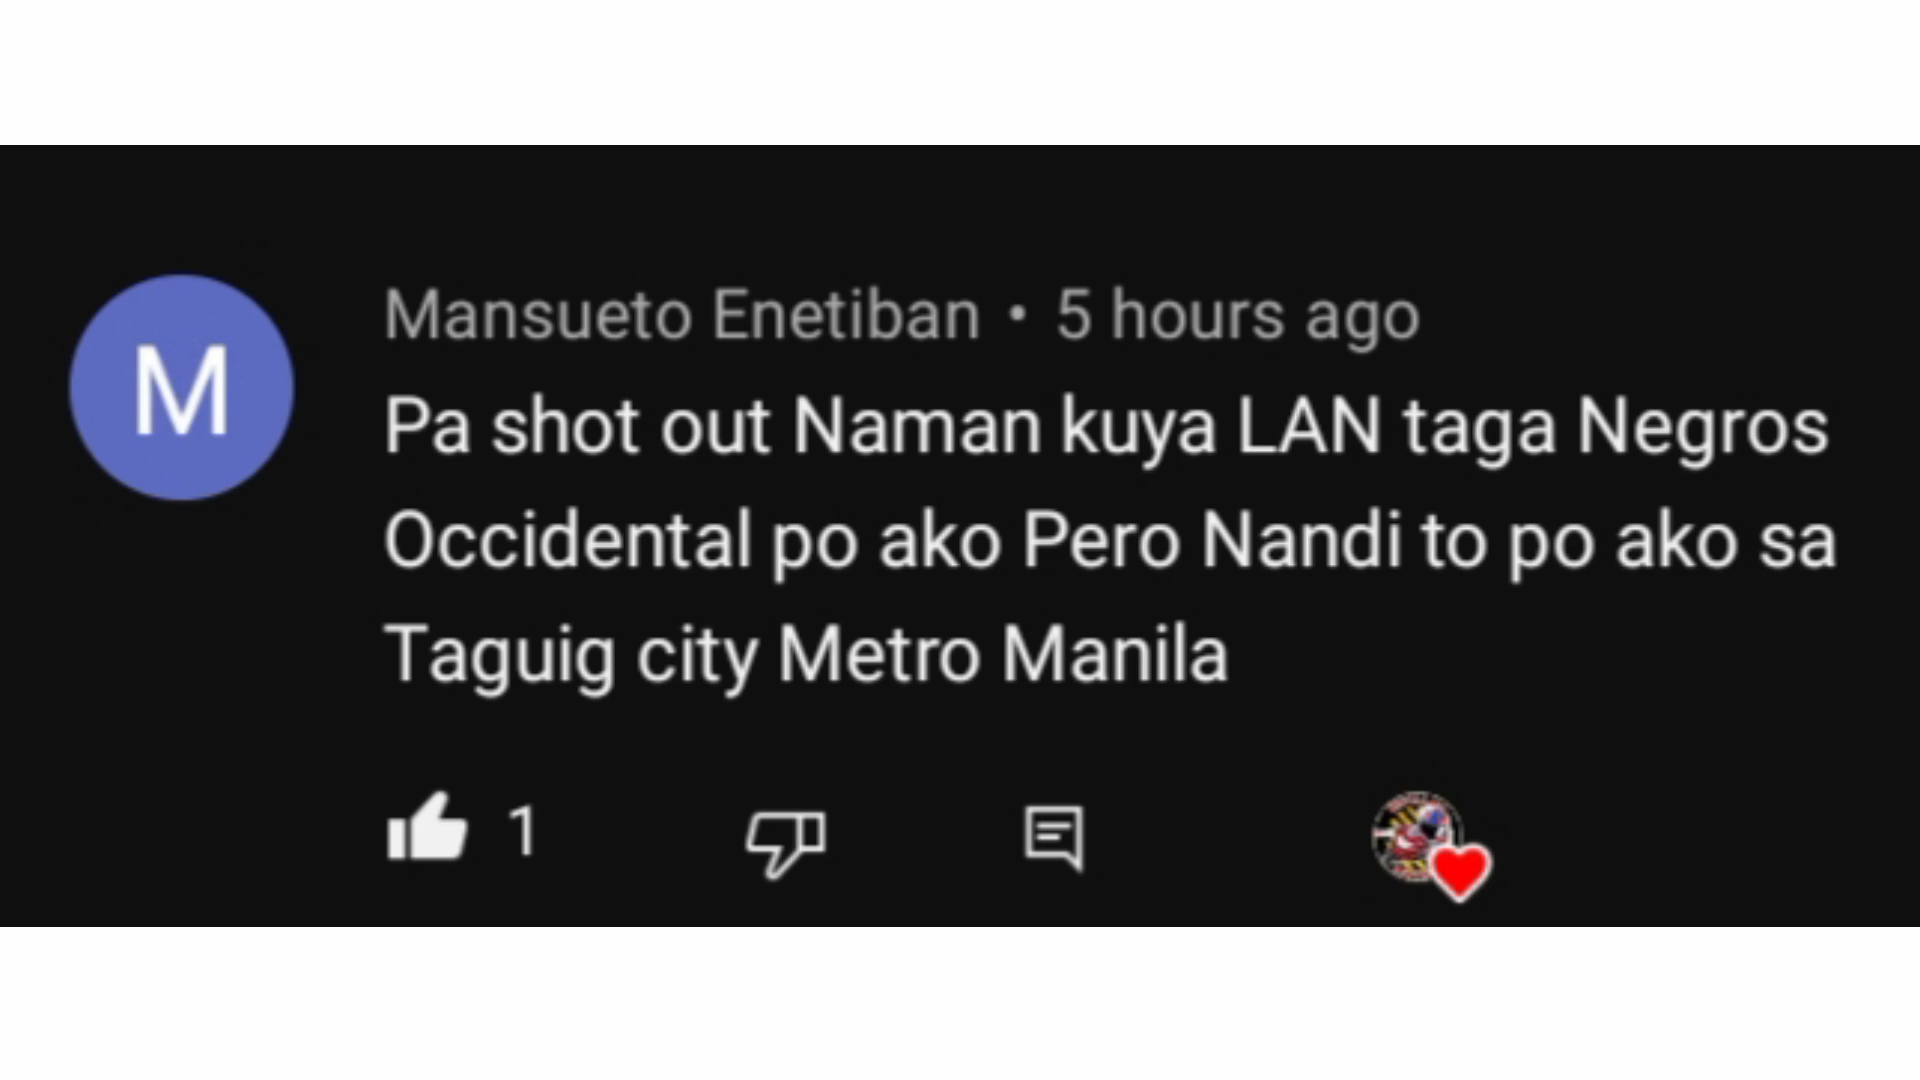 M
Mansueto Enetiban • 5 hours ago
Pa shot out Naman kuya LAN taga Negros
Occidental po ako Pero Nandi to po ako sa
Taguig city Metro Manila
1